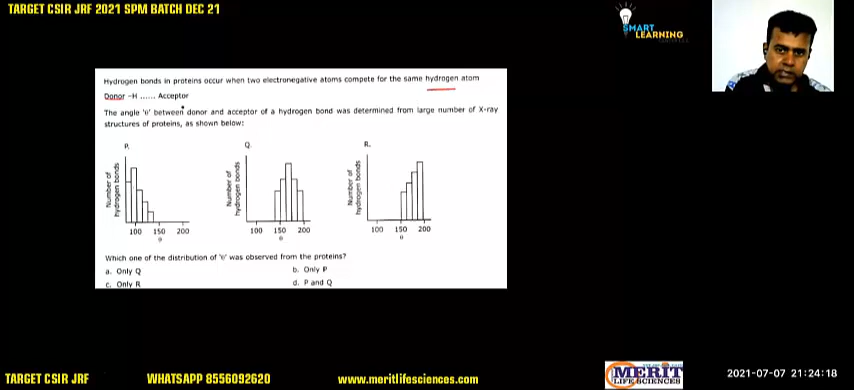 TARGET CSIR JRF 2021 SPM BATCH DEC 21
SMART
LEARNING
Hydrogen bonds in proteins occur when two electronegative atoms compete for the same hydrogen atom
Donor -H ...... Acceptor
The angle 'θ' between donor and acceptor of a hydrogen bond was determined from large number of X-ray
structures of proteins, as shown below:
P. Q. R.
Number of hydrogen bonds
Number of hydrogen bonds
Number of hydrogen bonds
100 150 200 100 150 200 100 150 200
θ θ θ
Which one of the distribution of 'θ' was observed from the proteins?
a. Only Q b. Only P
c. Only R d. P and Q
TARGET CSIR JRF WHATSAPP 8556092620 www.meritlifesciences.com
MERIT
LIFE SCIENCES
2021-07-07 21:24:18